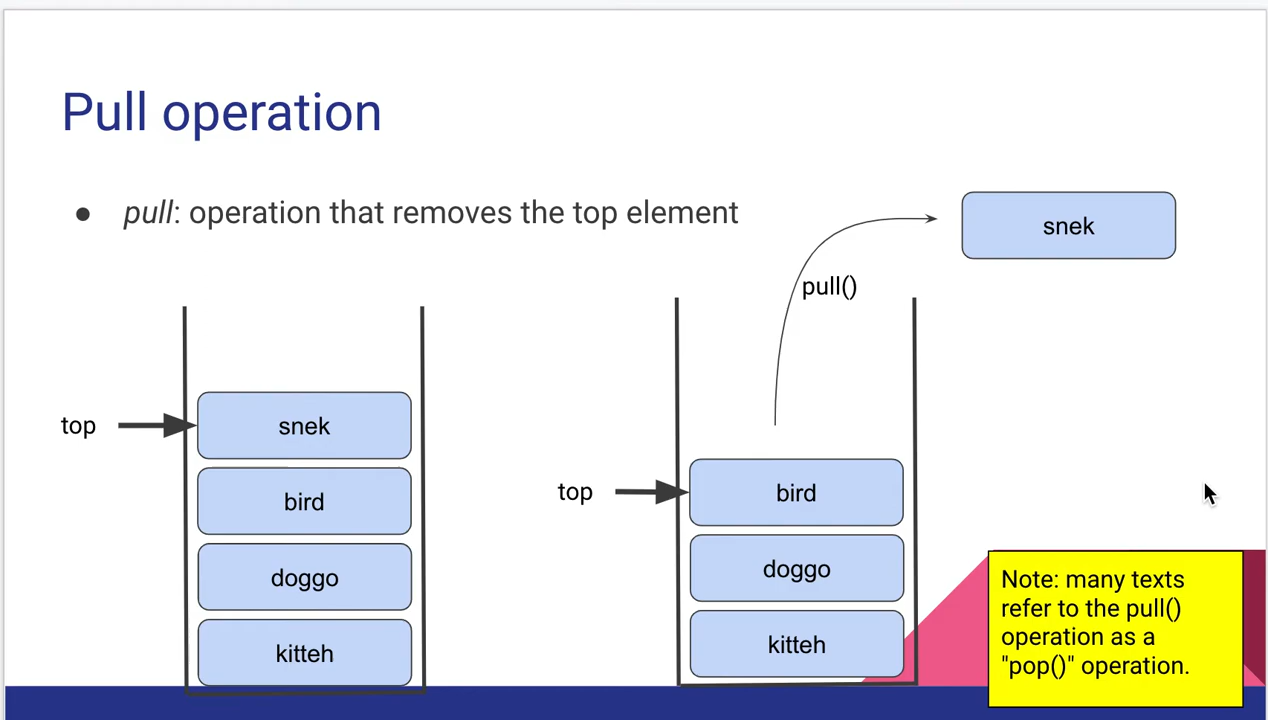 Pull operation
● pull: operation that removes the top element
snek
pull()
top
snek
bird
doggo
kitteh
top
bird
doggo
kitteh
Note: many texts
refer to the pull()
operation as a
"pop()" operation.